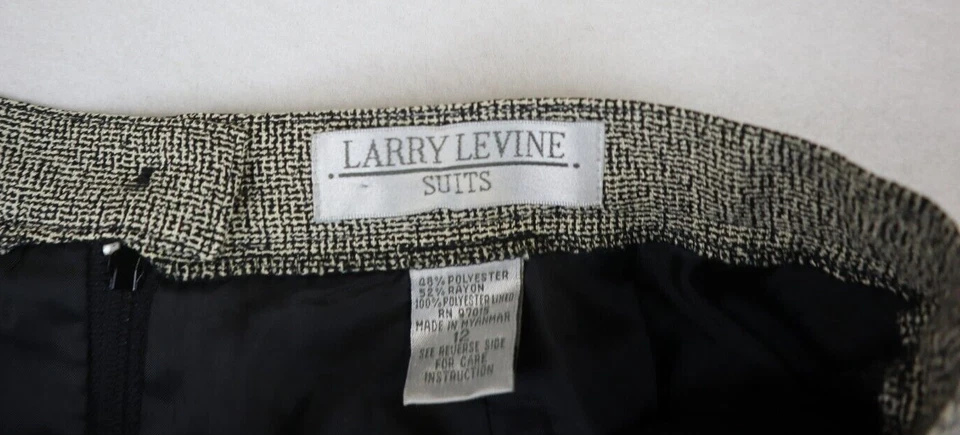 LARRY LEVINE
SUITS
48% POLYESTER
52% RAYON
100% POLYESTER LINED
RN 97015
MADE IN MYANMAR
12
SEE REVERSE SIDE
FOR CARE
INSTRUCTION